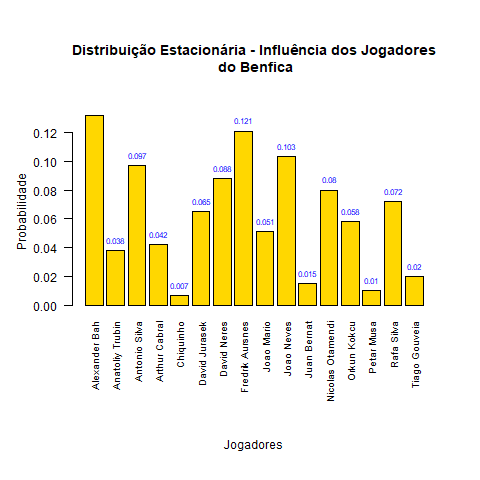 Distribuição Estacionária - Influência dos Jogadores
do Benfica
Probabilidade
0.12
0.10
0.08
0.06
0.04
0.02
0.00
0.038
0.097
0.042
0.007
0.065
0.088
0.121
0.051
0.103
0.015
0.08
0.058
0.01
0.072
0.02
Alexander Bah
Anatoliy Trubin
Antonio Silva
Arthur Cabral
Chiquinho
David Jurasek
David Neres
Fredrik Aursnes
Joao Mario
Joao Neves
Juan Bernat
Nicolas Otamendi
Orkun Kokcu
Petar Musa
Rafa Silva
Tiago Gouveia
Jogadores